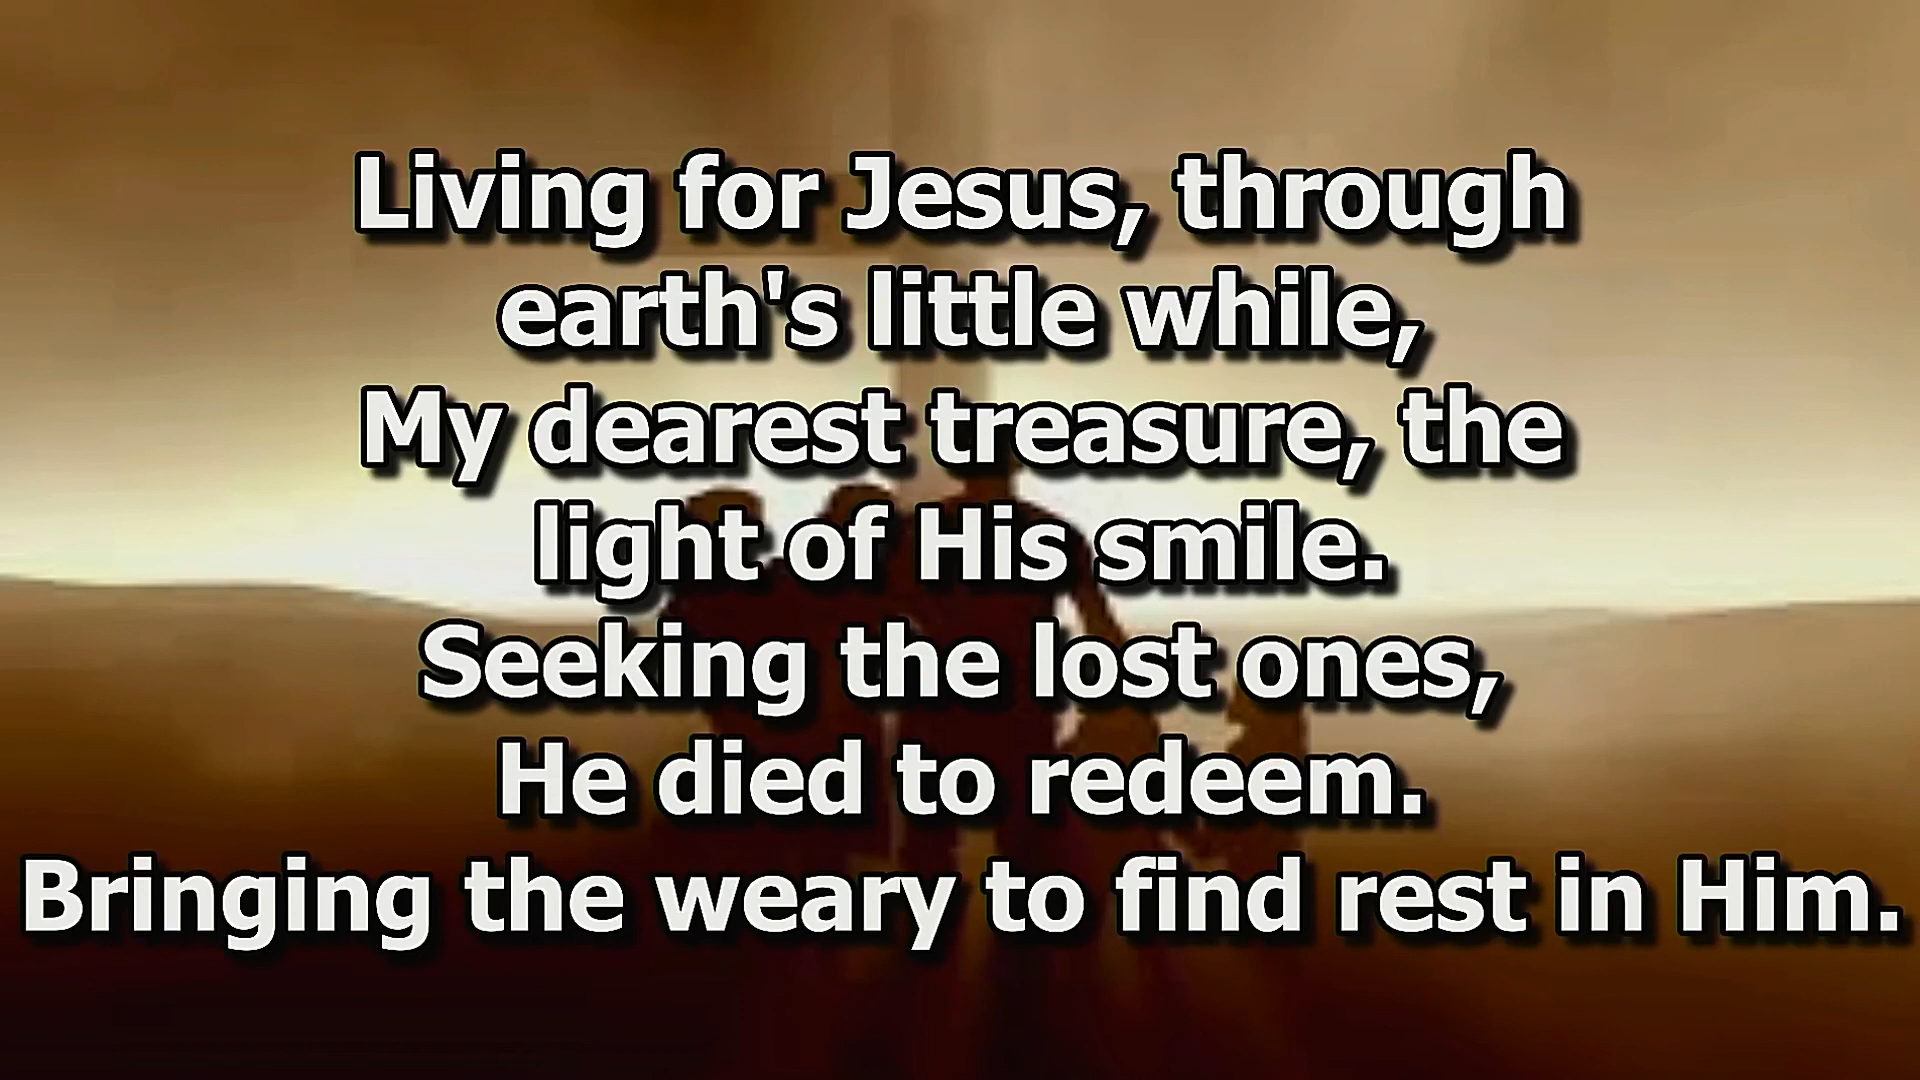 Living for Jesus, through
earth's little while,
My dearest treasure, the
light of His smile.
Seeking the lost ones,
He died to redeem.
Bringing the weary to find rest in Him.